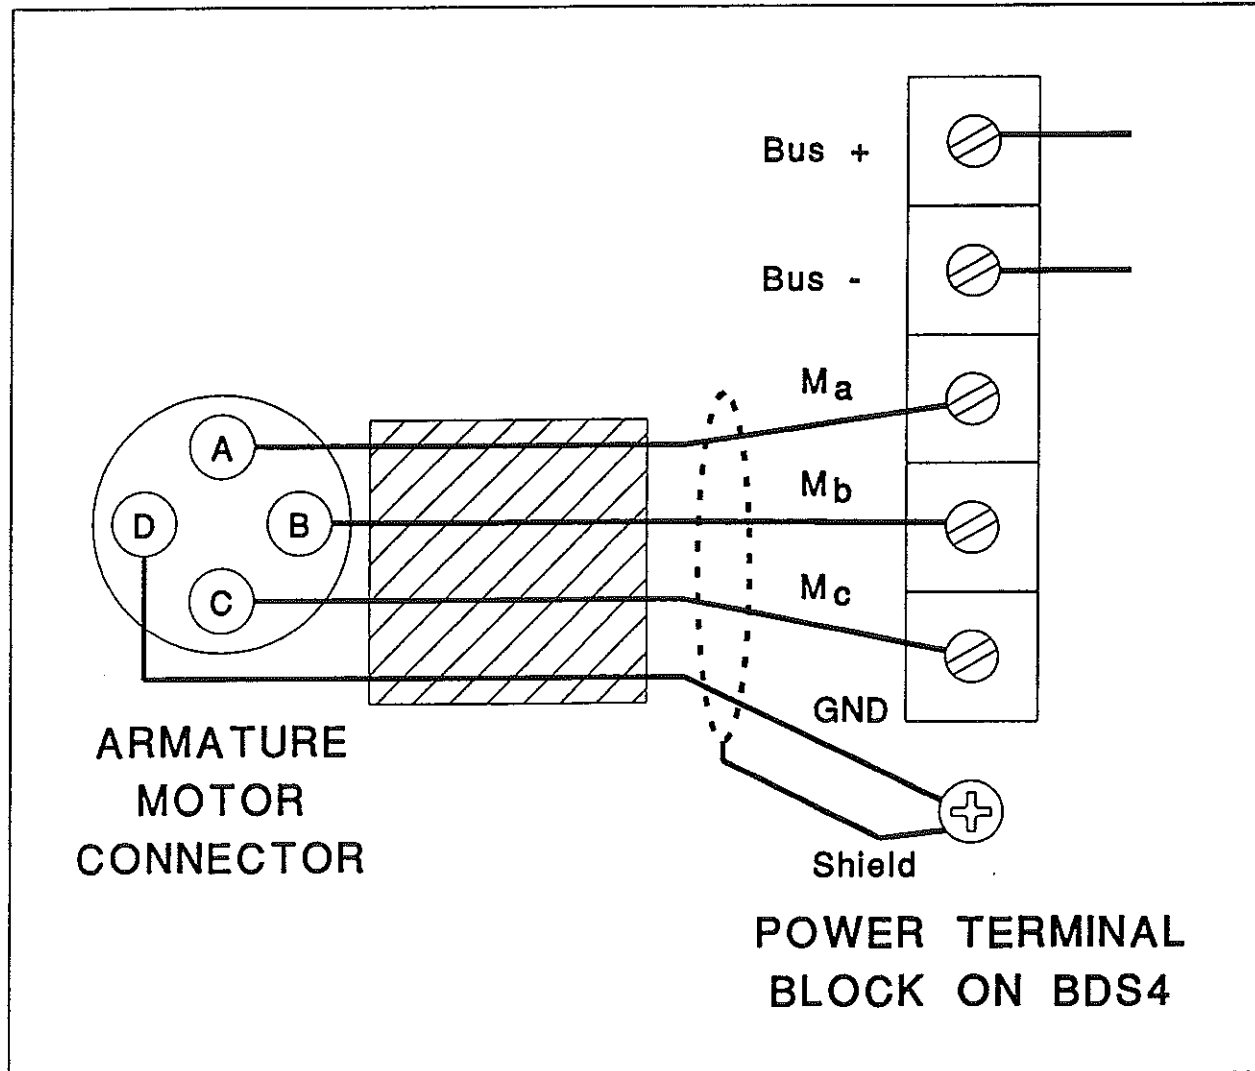 Bus +
Bus -
Ma
A
Mb
D
B
Mc
C
GND
ARMATURE
MOTOR
CONNECTOR
Shield
POWER TERMINAL
BLOCK ON BDS4